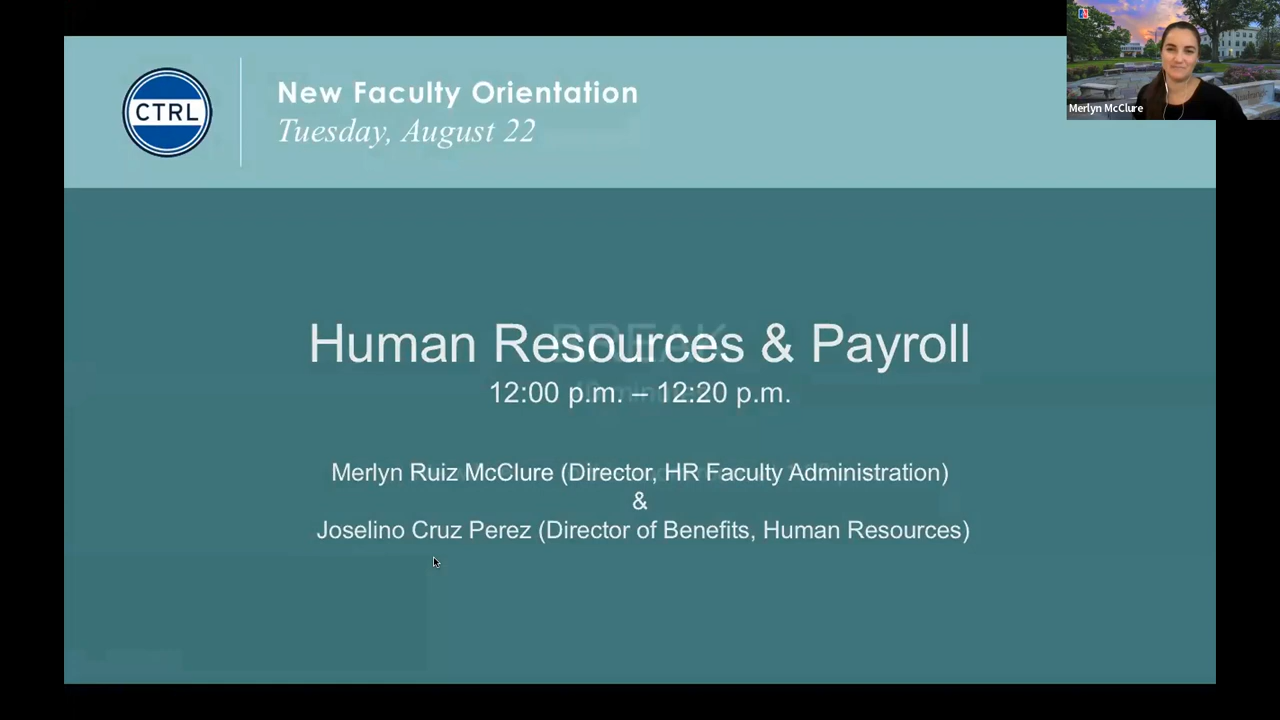 CTRL
New Faculty Orientation
Tuesday, August 22
Merlyn McClure
Human Resources & Payroll
12:00 p.m. – 12:20 p.m.
Merlyn Ruiz McClure (Director, HR Faculty Administration)
&
Joselino Cruz Perez (Director of Benefits, Human Resources)
BREAK